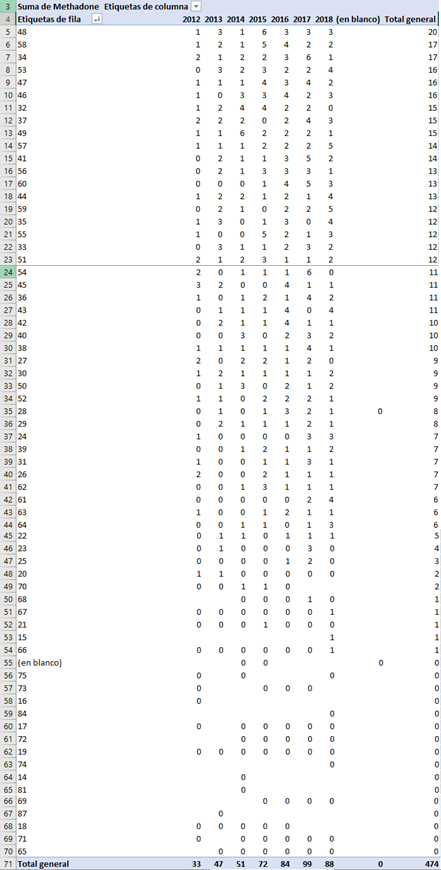 3 Suma de Methadone Etiquetas de columna
4 Etiquetas de fila 2012 2013 2014 2015 2016 2017 2018 (en blanco) Total general
5 48 1 3 1 6 3 3 3 20
6 58 1 2 1 5 4 2 2 17
7 34 2 1 2 2 3 6 1 17
8 53 0 3 2 3 2 2 4 16
9 47 1 1 1 4 3 4 2 16
10 46 1 0 3 3 4 2 3 16
11 32 1 2 4 4 2 2 0 15
12 37 2 2 2 0 2 4 3 15
13 49 1 1 6 2 2 2 1 15
14 57 1 1 1 2 2 2 5 14
15 41 0 2 1 1 3 5 2 14
16 56 0 2 1 3 3 3 1 13
17 60 0 0 0 1 4 5 3 13
18 44 1 2 2 1 2 1 4 13
19 59 0 2 1 0 2 2 5 12
20 35 1 3 0 1 3 0 4 12
21 55 1 0 0 5 2 1 3 12
22 33 0 3 1 1 2 3 2 12
23 51 2 1 2 3 1 1 2 12
24 54 2 0 1 1 1 6 0 11
25 45 3 2 0 0 4 1 1 11
26 36 1 0 1 2 1 4 2 11
27 43 0 1 1 1 4 0 4 11
28 42 0 2 1 1 4 1 1 10
29 40 0 0 3 0 2 3 2 10
30 38 1 1 1 1 1 4 1 10
31 27 2 0 2 2 1 2 0 9
32 30 1 2 1 1 1 1 2 9
33 50 0 1 3 0 2 1 2 9
34 52 1 1 0 2 2 2 1 9
35 28 0 1 0 1 3 2 1 0 8
36 29 0 2 1 1 1 2 1 8
37 24 1 0 0 0 0 3 3 7
38 39 0 0 1 2 1 1 2 7
39 31 1 0 0 1 1 3 1 7
40 26 2 0 0 2 1 1 1 7
41 62 0 0 1 3 1 1 1 7
42 61 0 0 0 0 0 2 4 6
43 63 1 0 0 1 2 1 1 6
44 64 0 0 1 1 0 1 3 6
45 22 0 1 1 0 1 1 1 5
46 23 0 1 0 0 0 3 0 4
47 25 0 0 0 0 1 2 0 3
48 20 1 1 0 0 0 0 0 2
49 70 0 0 1 1 0 2
50 68 0 0 0 1 0 1
51 67 0 0 0 0 0 0 1 1
52 21 0 0 0 1 0 0 0 1
53 15 1 1
54 66 0 0 0 0 0 0 1 1
55 (en blanco) 0 0 0 0
56 75 0 0 0 0
57 73 0 0 0 0 0
58 16 0 0
59 84 0 0
60 17 0 0 0 0 0 0 0
61 72 0 0 0 0 0 0
62 19 0 0 0 0 0 0 0 0
63 74 0 0
64 14 0 0
65 81 0 0
66 69 0 0 0 0 0
67 87 0 0
68 18 0 0 0 0 0 0
69 71 0 0 0 0 0 0 0
70 65 0 0 0 0 0 0 0
71 Total general 33 47 51 72 84 99 88 0 474